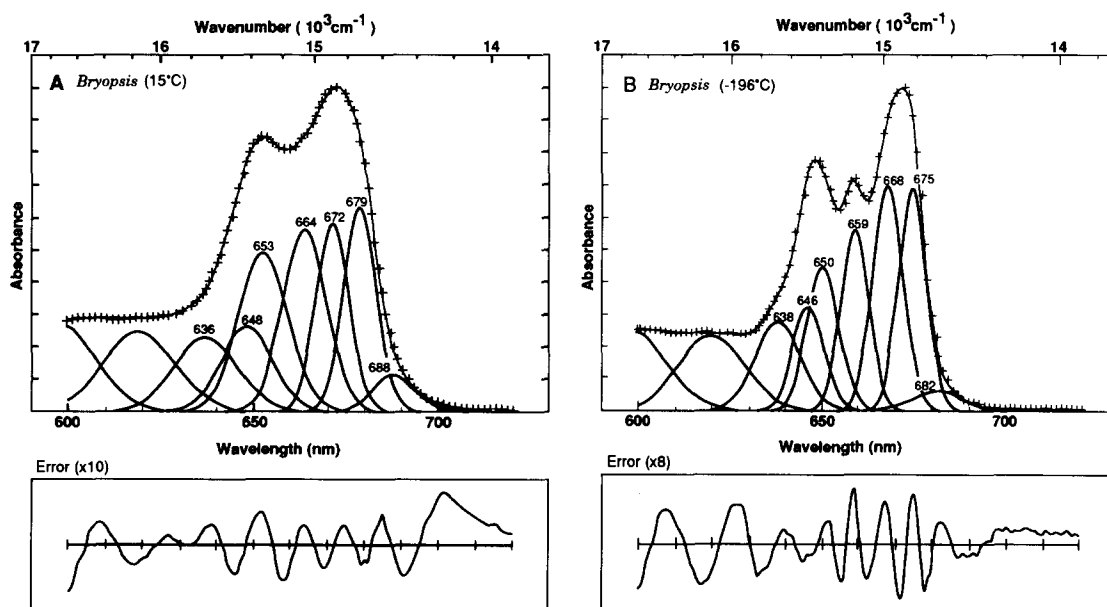 Wavenumber ( 10³cm⁻¹)
17 16 15 14
A Bryopsis (15°C)
Absorbance
636 648 653 664 672 679 688
600 650 700
Wavelength (nm)
Error (x10)
Wavenumber ( 10³cm⁻¹)
17 16 15 14
B Bryopsis (-196°C)
Absorbance
638 646 650 659 668 675 682
600 650 700
Wavelength (nm)
Error (x8)